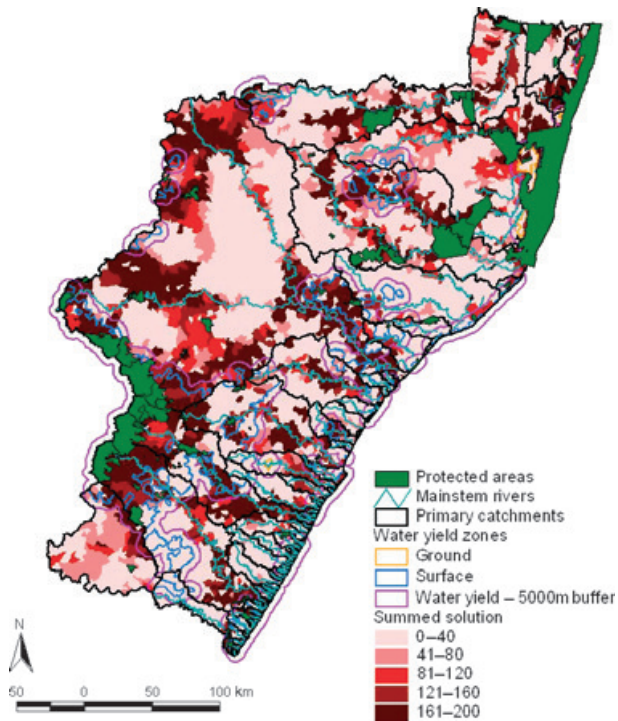 Protected areas
Mainstem rivers
Primary catchments
Water yield zones
Ground
Surface
Water yield – 5000m buffer
Summed solution
0–40
41–80
81–120
121–160
161–200
N
50 0 50 100 km